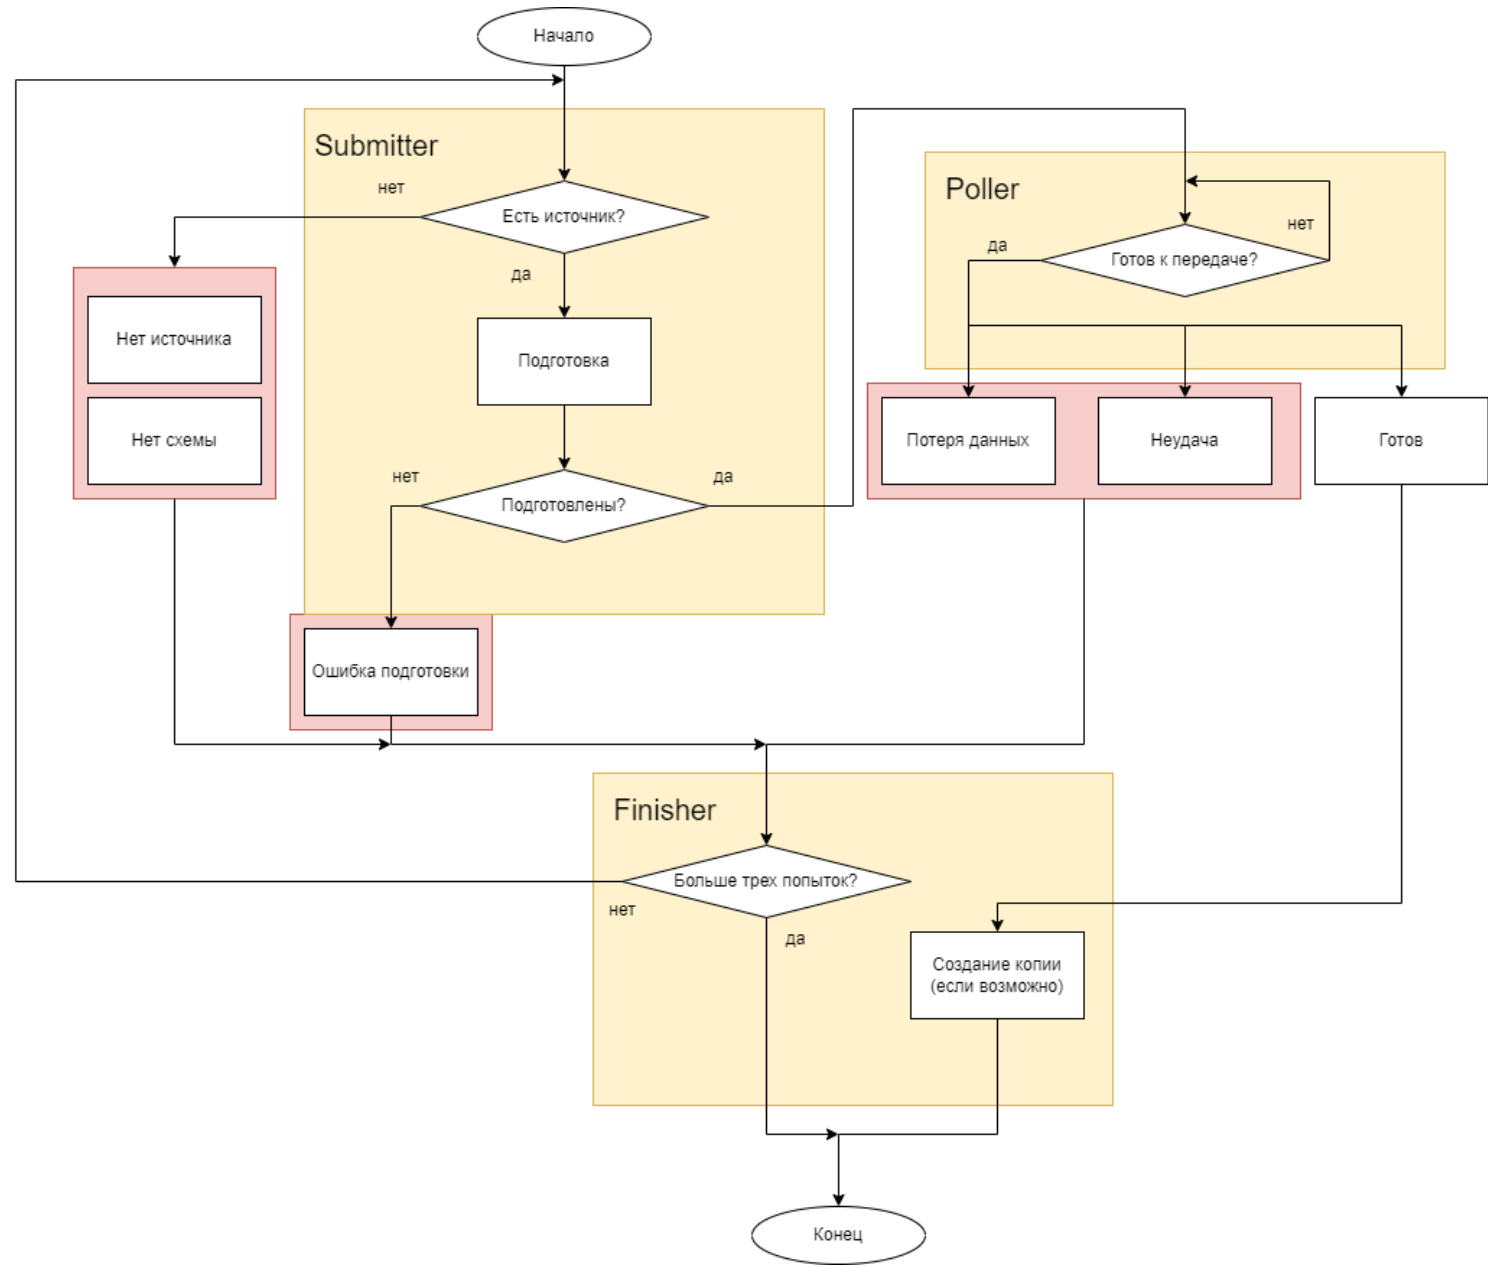 Начало
Submitter
нет
Есть источник?
да
Нет источника
Нет схемы
Подготовка
нет
Подготовлены?
да
Ошибка подготовки
Poller
нет
да
Готов к передаче?
Потеря данных
Неудача
Готов
Finisher
Больше трех попыток?
нет
да
Создание копии
(если возможно)
Конец